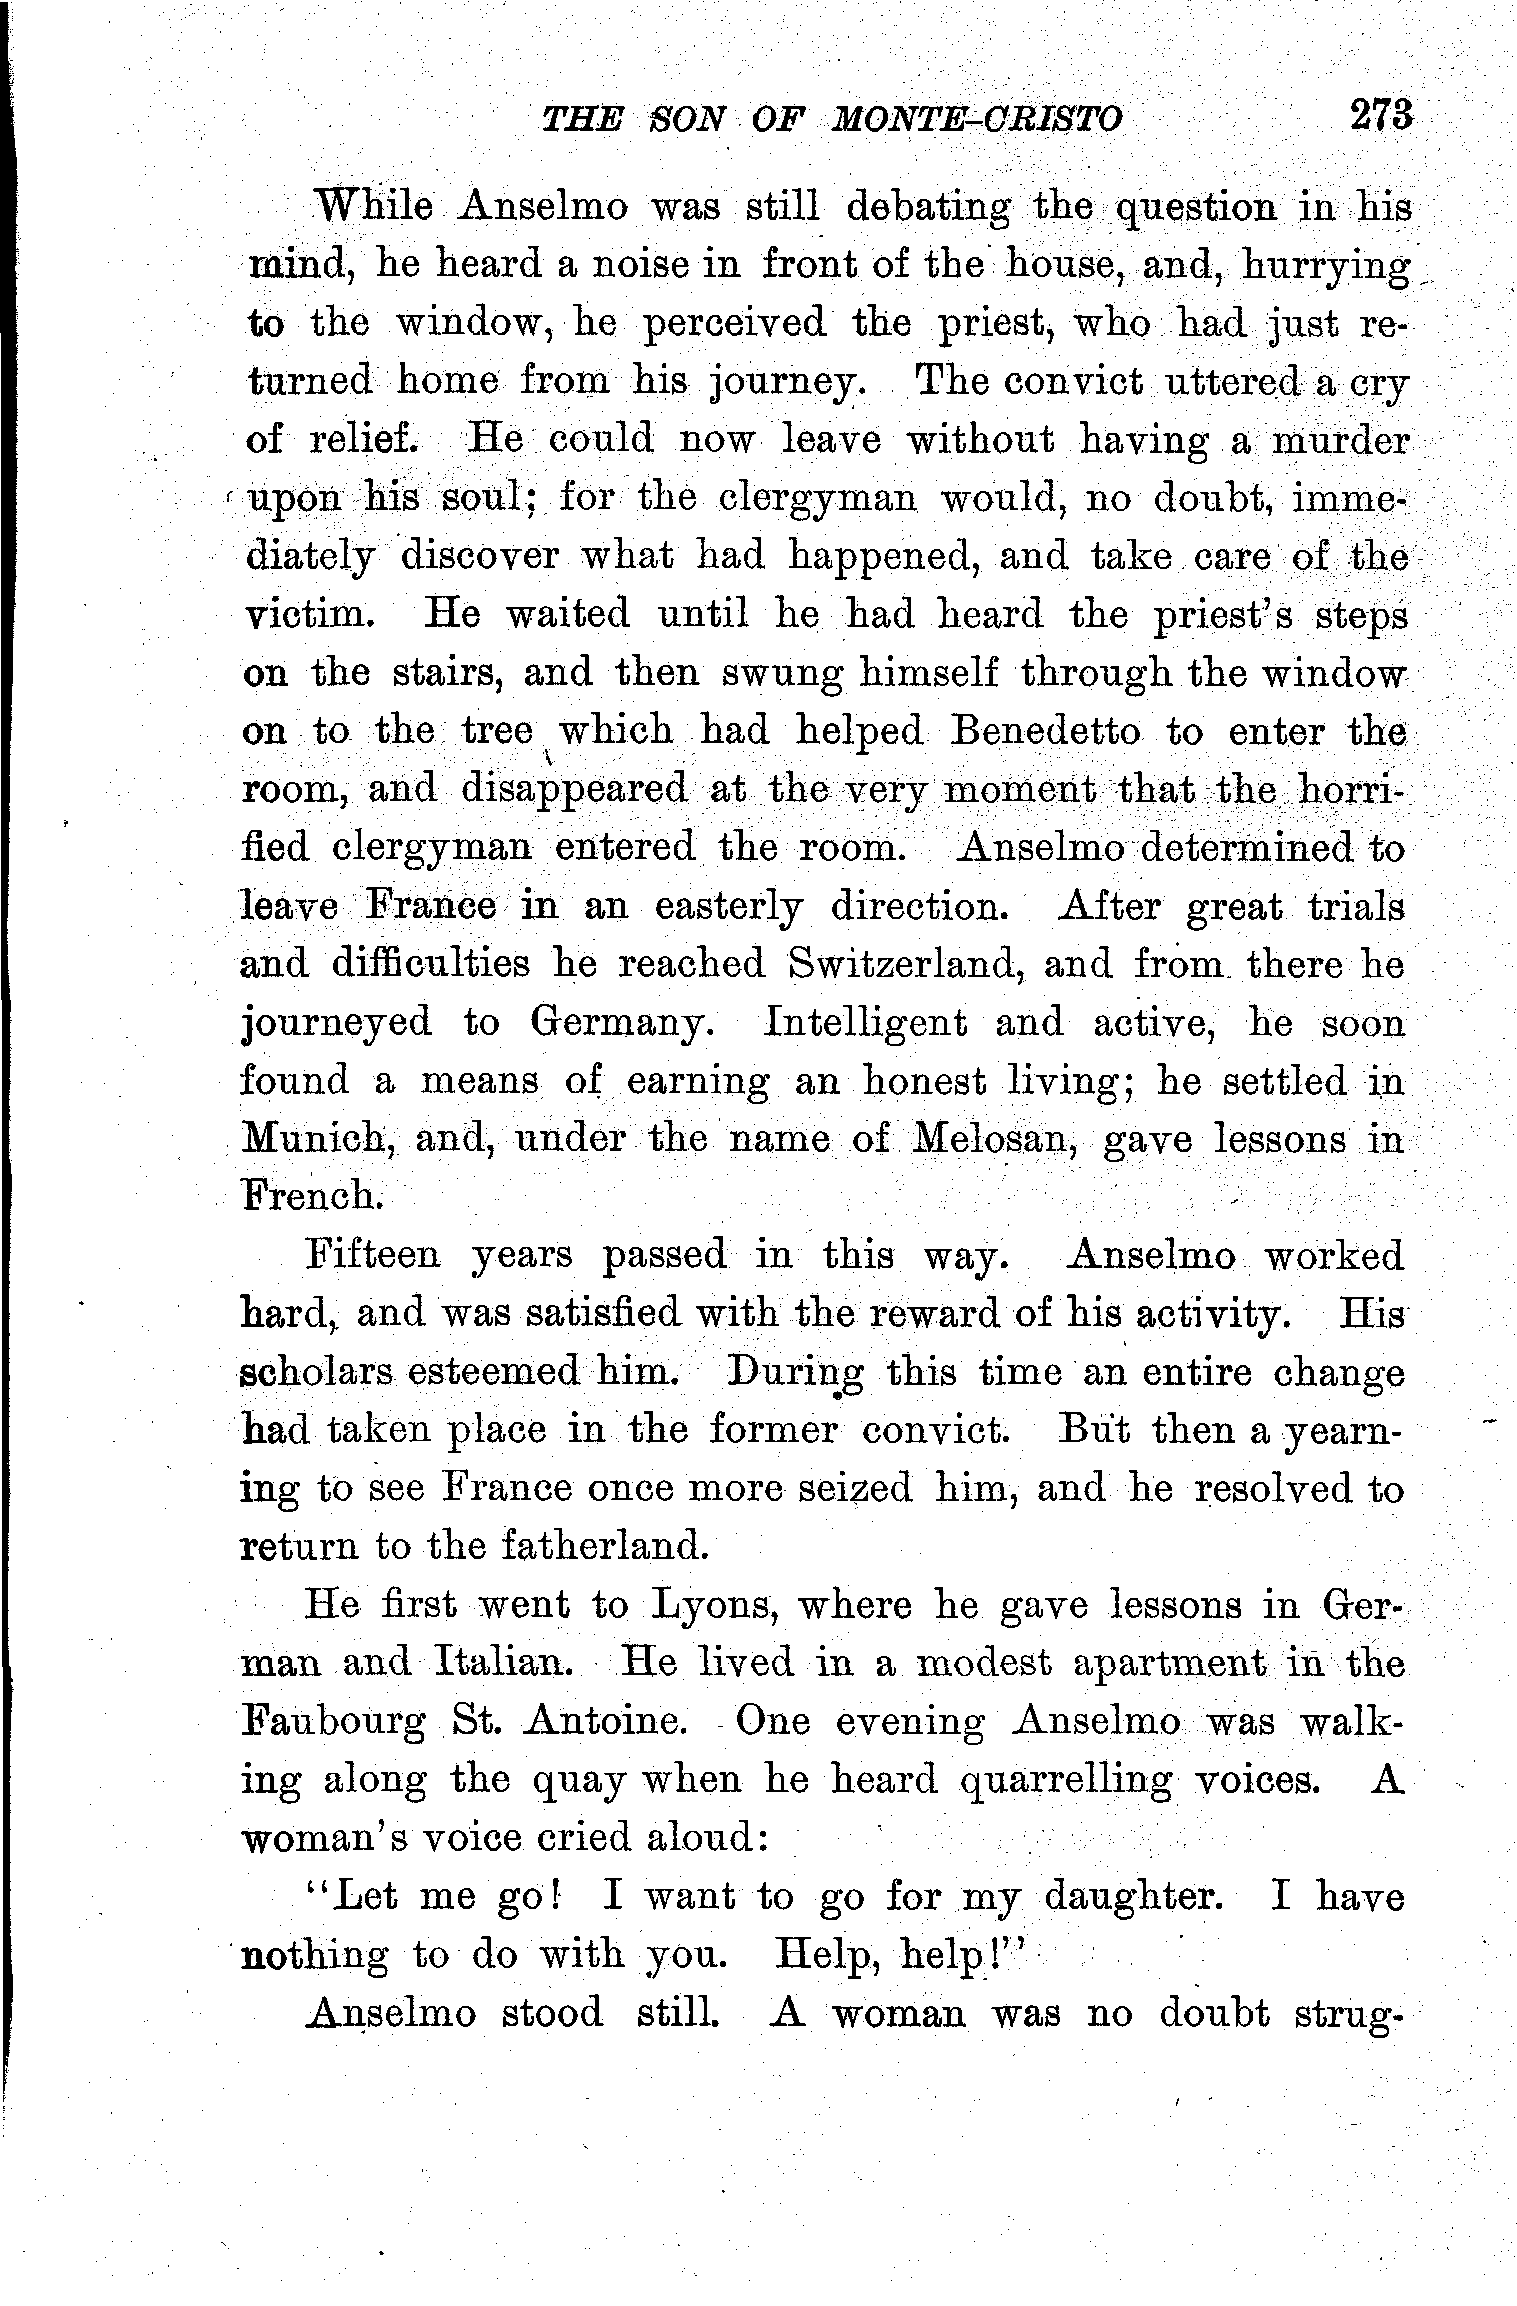 THE SON OF MONTE-CRISTO 273
While Anselmo was still debating the question in his
mind, he heard a noise in front of the house, and, hurrying
to the window, he perceived the priest, who had just re-
turned home from his journey. The convict uttered a cry
of relief. He could now leave without having a murder
upon his soul; for the clergyman would, no doubt, imme-
diately discover what had happened, and take care of the
victim. He waited until he had heard the priest's steps
on the stairs, and then swung himself through the window
on to the tree which had helped Benedetto to enter the
room, and disappeared at the very moment that the horri-
fied clergyman entered the room. Anselmo determined to
leave France in an easterly direction. After great trials
and difficulties he reached Switzerland, and from there he
journeyed to Germany. Intelligent and active, he soon
found a means of earning an honest living; he settled in
Munich, and, under the name of Melosan, gave lessons in
French.
Fifteen years passed in this way. Anselmo worked
hard, and was satisfied with the reward of his activity. His
scholars esteemed him. During this time an entire change
had taken place in the former convict. But then a yearn-
ing to see France once more seized him, and he resolved to
return to the fatherland.
He first went to Lyons, where he gave lessons in Ger-
man and Italian. He lived in a modest apartment in the
Faubourg St. Antoine. One evening Anselmo was walk-
ing along the quay when he heard quarrelling voices. A
woman's voice cried aloud:
"Let me go! I want to go for my daughter. I have
nothing to do with you. Help, help!"
Anselmo stood still. A woman was no doubt strug-